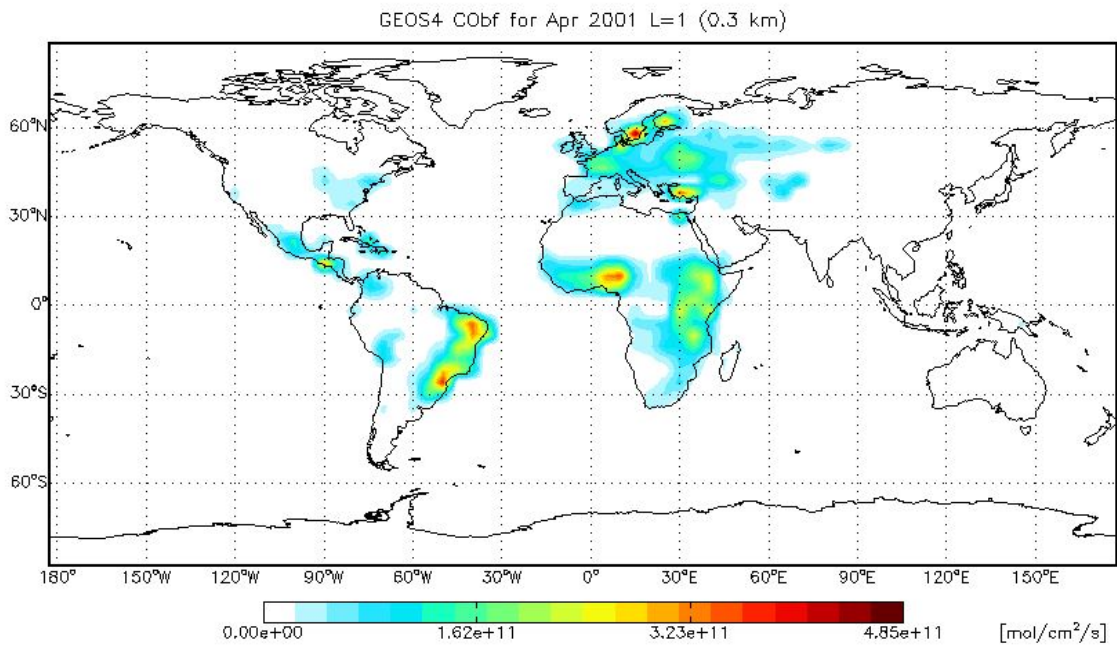 GEOS4 CObf for Apr 2001 L=1 (0.3 km)
60°N
30°N
0°
30°S
60°S
180° 150°W 120°W 90°W 60°W 30°W 0° 30°E 60°E 90°E 120°E 150°E
0.00e+00 1.62e+11 3.23e+11 4.85e+11 [mol/cm²/s]